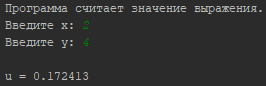 Программа считает значение выражения.
Введите x: 2
Введите y: 4
u = 0.172413